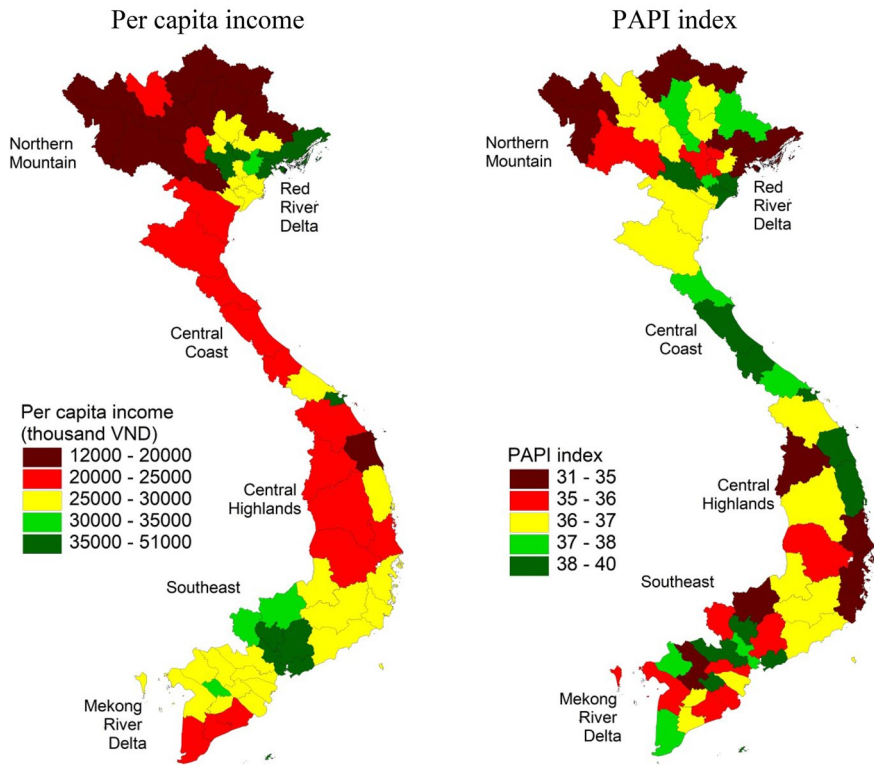 Per capita income
Northern
Mountain
Red
River
Delta
Central
Coast
Per capita income
(thousand VND)
12000 - 20000
20000 - 25000
25000 - 30000
30000 - 35000
35000 - 51000
Central
Highlands
Southeast
Mekong
River
Delta
PAPI index
Northern
Mountain
Red
River
Delta
Central
Coast
PAPI index
31 - 35
35 - 36
36 - 37
37 - 38
38 - 40
Central
Highlands
Southeast
Mekong
River
Delta